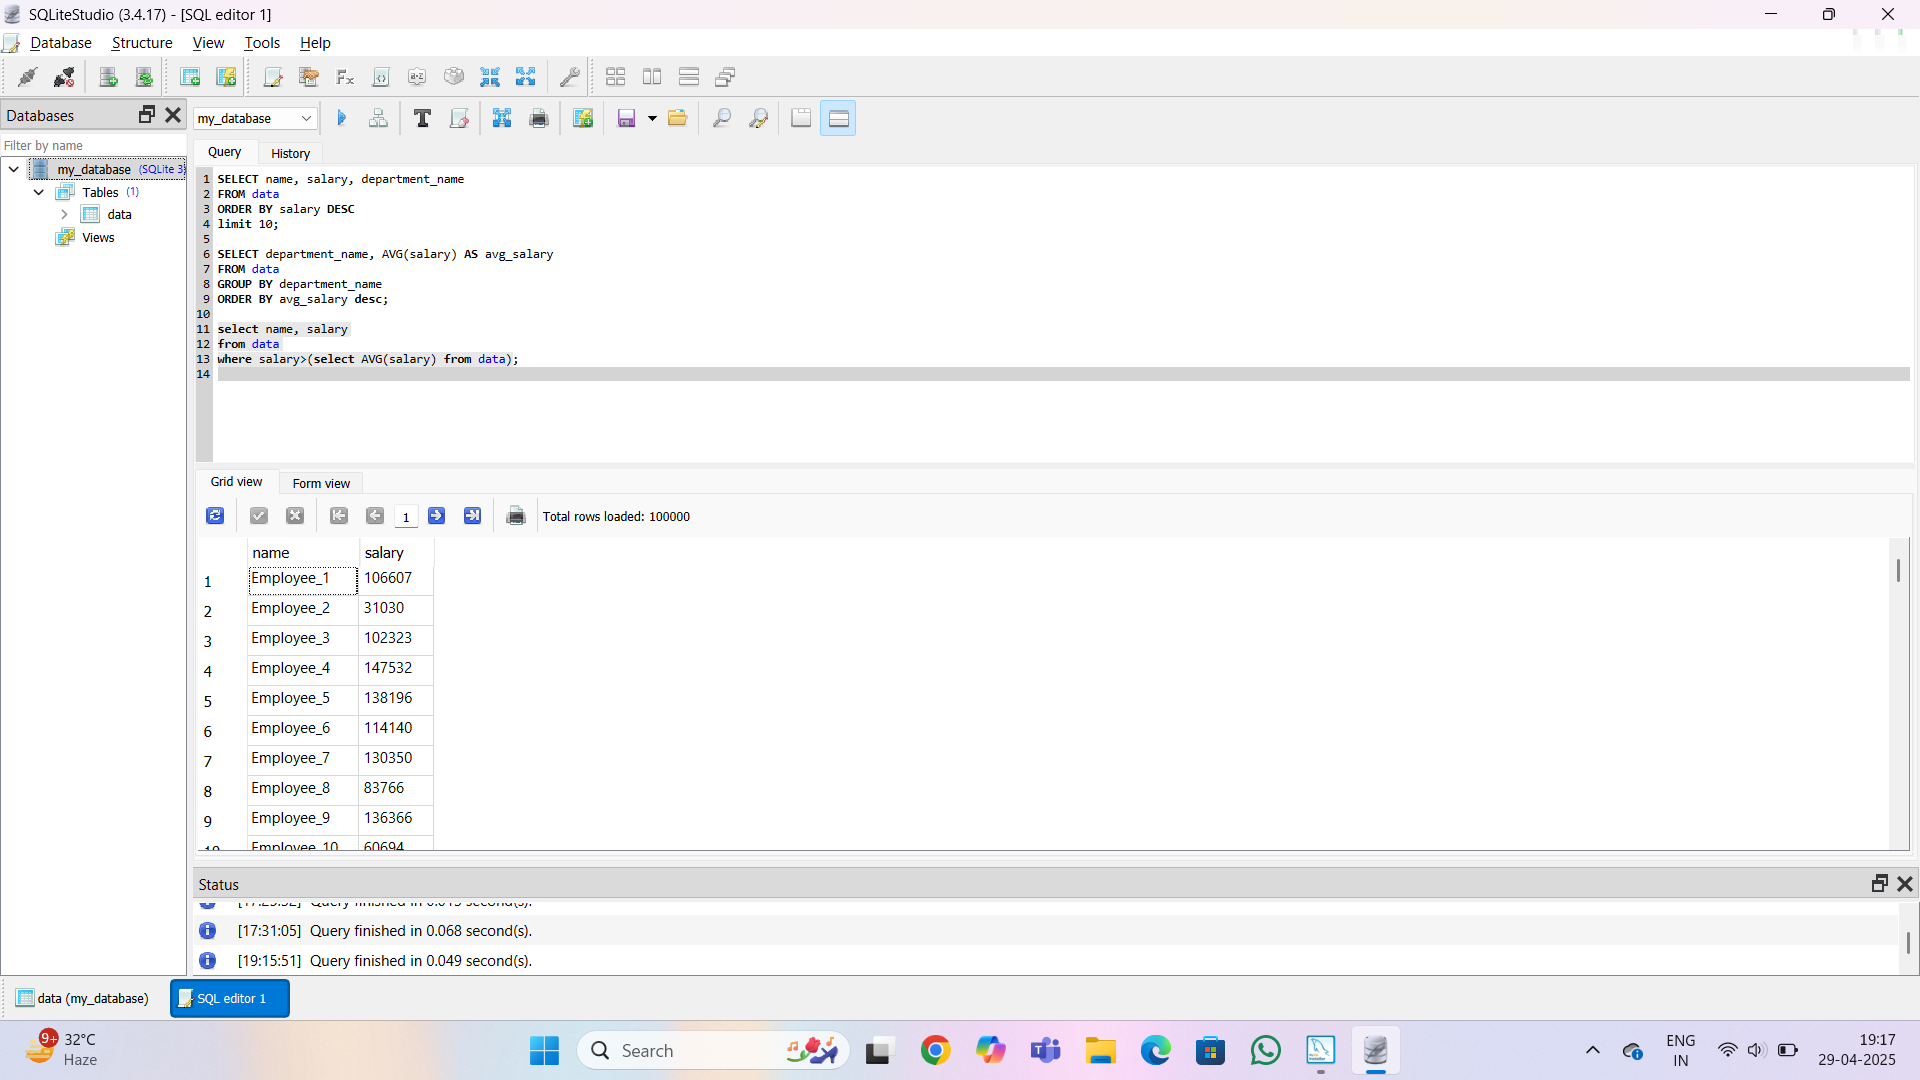 SQLiteStudio (3.4.17) - [SQL editor 1]
Database Structure View Tools Help
Databases
my_database
Filter by name
Query History
my_database (SQLite 3)
Tables (1)
data
Views
1 SELECT name, salary, department_name
2 FROM data
3 ORDER BY salary DESC
4 limit 10;
5
6 SELECT department_name, AVG(salary) AS avg_salary
7 FROM data
8 GROUP BY department_name
9 ORDER BY avg_salary desc;
10
11 select name, salary
12 from data
13 where salary>(select AVG(salary) from data);
14
Grid view Form view
1 Total rows loaded: 100000
name salary
1 Employee_1 106607
2 Employee_2 31030
3 Employee_3 102323
4 Employee_4 147532
5 Employee_5 138196
6 Employee_6 114140
7 Employee_7 130350
8 Employee_8 83766
9 Employee_9 136366
10 Employee_10 60694
Status
Query finished in 0.015 second(s).
[17:31:05] Query finished in 0.068 second(s).
[19:15:51] Query finished in 0.049 second(s).
data (my_database) SQL editor 1
9+ 32°C
Haze
Search
ENG
IN
19:17
29-04-2025